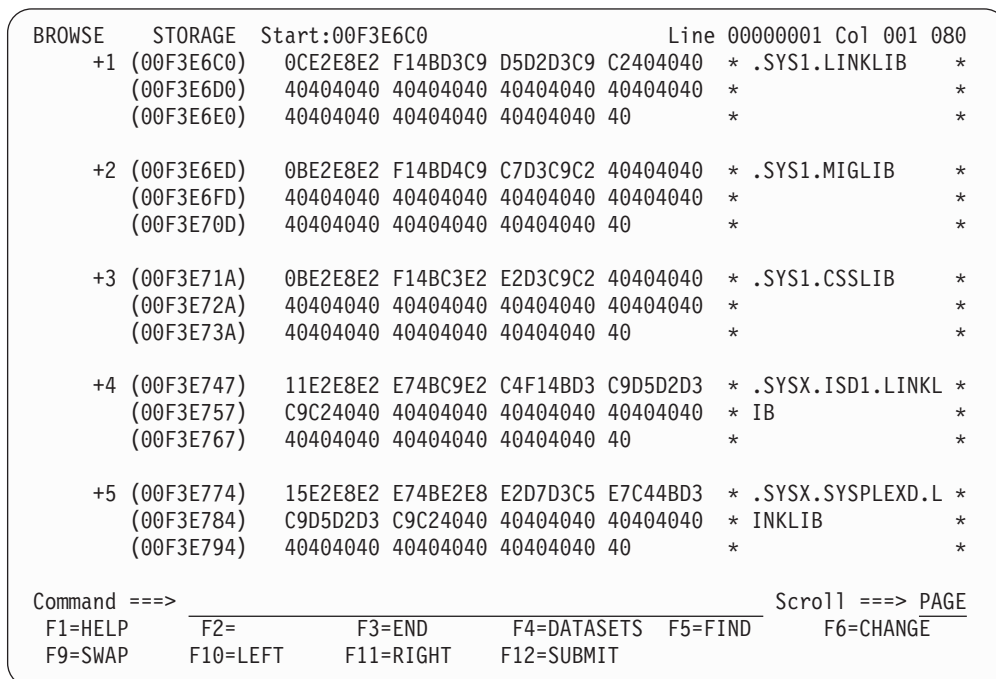 BROWSE    STORAGE  Start:00F3E6C0                    Line 00000001 Col 001 080
     +1 (00F3E6C0)   0CE2E8E2 F14BD3C9 D5D2D3C9 C2404040  * .SYS1.LINKLIB    *
        (00F3E6D0)   40404040 40404040 40404040 40404040  *                  *
        (00F3E6E0)   40404040 40404040 40404040 40        *                  *
     +2 (00F3E6ED)   0BE2E8E2 F14BD4C9 C7D3C9C2 40404040  * .SYS1.MIGLIB     *
        (00F3E6FD)   40404040 40404040 40404040 40404040  *                  *
        (00F3E70D)   40404040 40404040 40404040 40        *                  *
     +3 (00F3E71A)   0BE2E8E2 F14BC3E2 E2D3C9C2 40404040  * .SYS1.CSSLIB     *
        (00F3E72A)   40404040 40404040 40404040 40404040  *                  *
        (00F3E73A)   40404040 40404040 40404040 40        *                  *
     +4 (00F3E747)   11E2E8E2 E74BC9E2 C4F14BD3 C9D5D2D3  * .SYSX.ISD1.LINKL *
        (00F3E757)   C9C24040 40404040 40404040 40404040  * IB               *
        (00F3E767)   40404040 40404040 40404040 40        *                  *
     +5 (00F3E774)   15E2E8E2 E74BE2E8 E2D7D3C5 E7C44BD3  * .SYSX.SYSPLEXD.L *
        (00F3E784)   C9D5D2D3 C9C24040 40404040 40404040  * INKLIB           *
        (00F3E794)   40404040 40404040 40404040 40        *                  *
Command ===>                                                 Scroll ===> PAGE
 F1=HELP      F2=          F3=END       F4=DATASETS  F5=FIND      F6=CHANGE
 F9=SWAP     F10=LEFT     F11=RIGHT    F12=SUBMIT